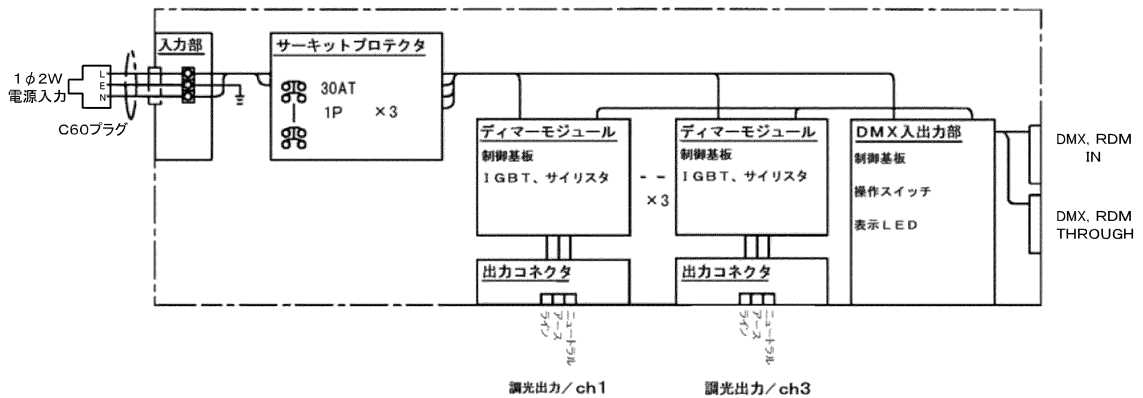 1φ2W
電源入力
L
E
N
C60プラグ
入力部
サーキットプロテクタ
30AT
1P ×3
ディマーモジュール
制御基板
IGBT、サイリスタ
- -
×3
ディマーモジュール
制御基板
IGBT、サイリスタ
DMX入出力部
制御基板
操作スイッチ
表示LED
DMX, RDM
IN
DMX, RDM
THROUGH
出力コネクタ
出力コネクタ
ニュートラル
アース
ライン
ニュートラル
アース
ライン
調光出力/ch1
調光出力/ch3